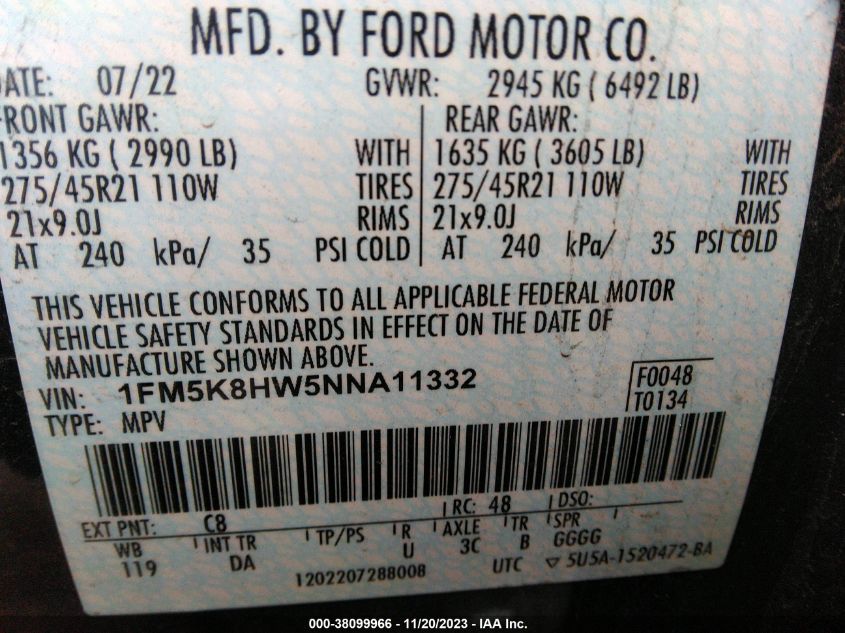 MFD. BY FORD MOTOR CO.
DATE: 07/22 GVWR: 2945 KG ( 6492 LB)
FRONT GAWR: REAR GAWR:
1356 KG ( 2990 LB) WITH 1635 KG ( 3605 LB) WITH
275/45R21 110W TIRES 275/45R21 110W TIRES
21x9.0J RIMS 21x9.0J RIMS
AT 240 kPa/ 35 PSI COLD AT 240 kPa/ 35 PSI COLD
THIS VEHICLE CONFORMS TO ALL APPLICABLE FEDERAL MOTOR
VEHICLE SAFETY STANDARDS IN EFFECT ON THE DATE OF
MANUFACTURE SHOWN ABOVE.
VIN: 1FM5K8HW5NNA11332 F0048
TYPE: MPV T0134
EXT PNT: C8 RC: 48 DSO:
WB INT TR TP/PS R AXLE TR SPR
119 DA U 3C B GGGG
1202207288008 UTC ▽ 5U5A-1520472-BA
000-38099966 - 11/20/2023 - IAA Inc.